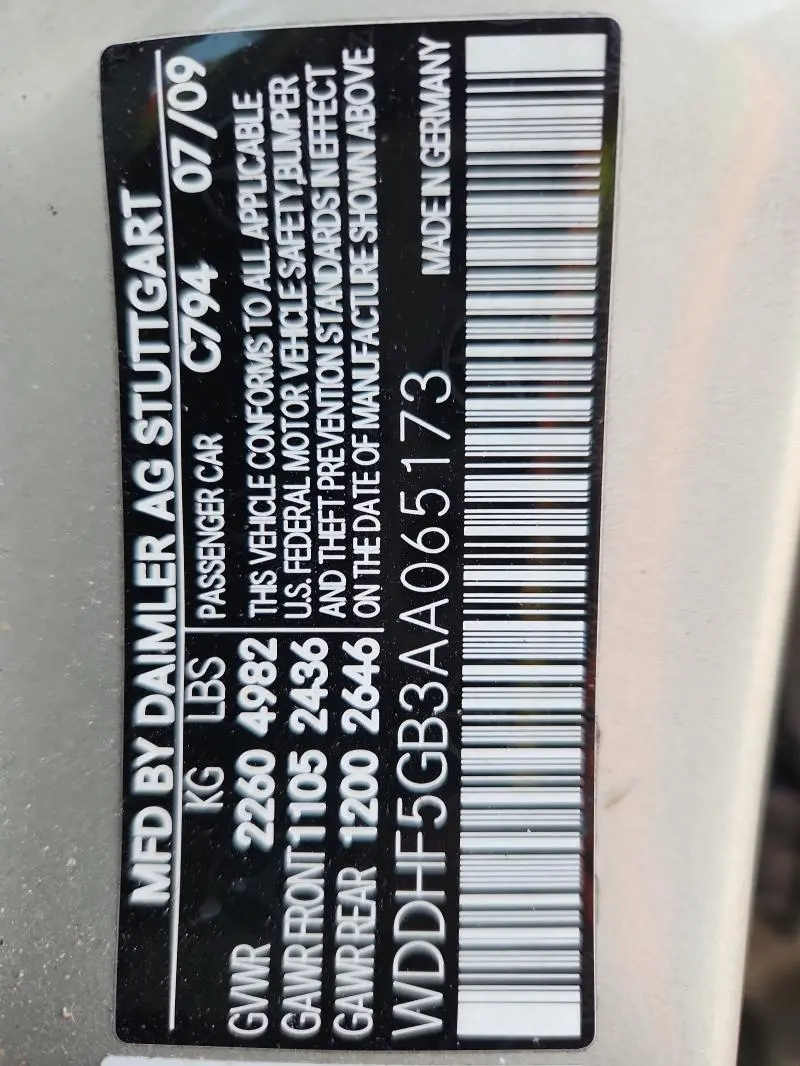 MFD BY DAIMLER AG STUTTGART
KG LBS PASSENGER CAR C794 07/09
GVWR 2260 4982 THIS VEHICLE CONFORMS TO ALL APPLICABLE
GAWR FRONT 1105 2436 U.S. FEDERAL MOTOR VEHICLE SAFETY,BUMPER
GAWR REAR 1200 2646 AND THEFT PREVENTION STANDARDS IN EFFECT
ON THE DATE OF MANUFACTURE SHOWN ABOVE.
WDDHF5GB3AA065173 MADE IN GERMANY